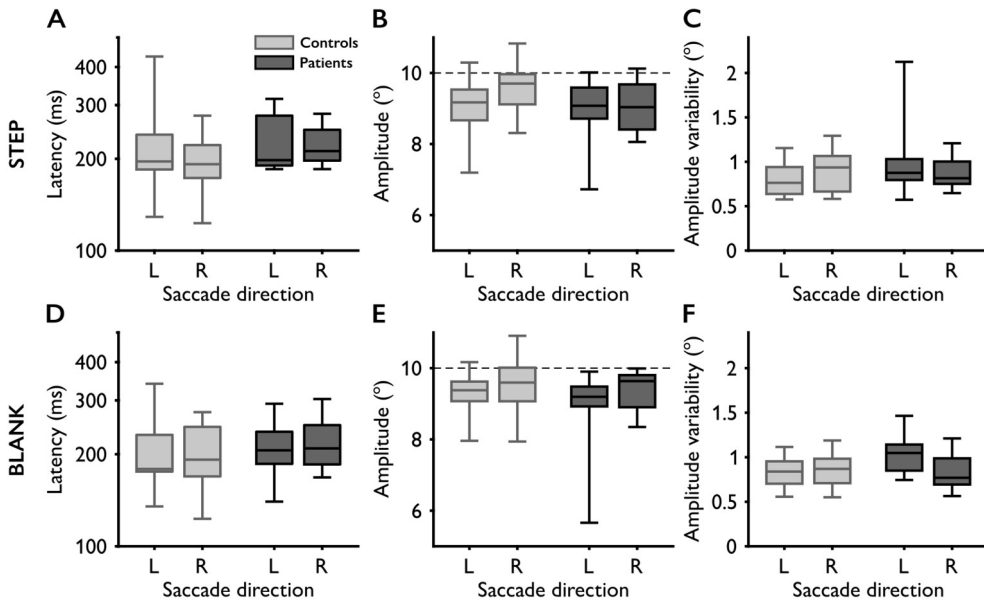 A
B
C
Controls
Patients
STEP
Latency (ms)
400
300
200
100
L
R
L
R
Saccade direction
Amplitude (°)
10
8
6
L
R
L
R
Saccade direction
Amplitude variability (°)
2
1.5
1
0.5
0
L
R
L
R
Saccade direction
D
E
F
BLANK
Latency (ms)
400
300
200
100
L
R
L
R
Saccade direction
Amplitude (°)
10
8
6
L
R
L
R
Saccade direction
Amplitude variability (°)
2
1.5
1
0.5
0
L
R
L
R
Saccade direction